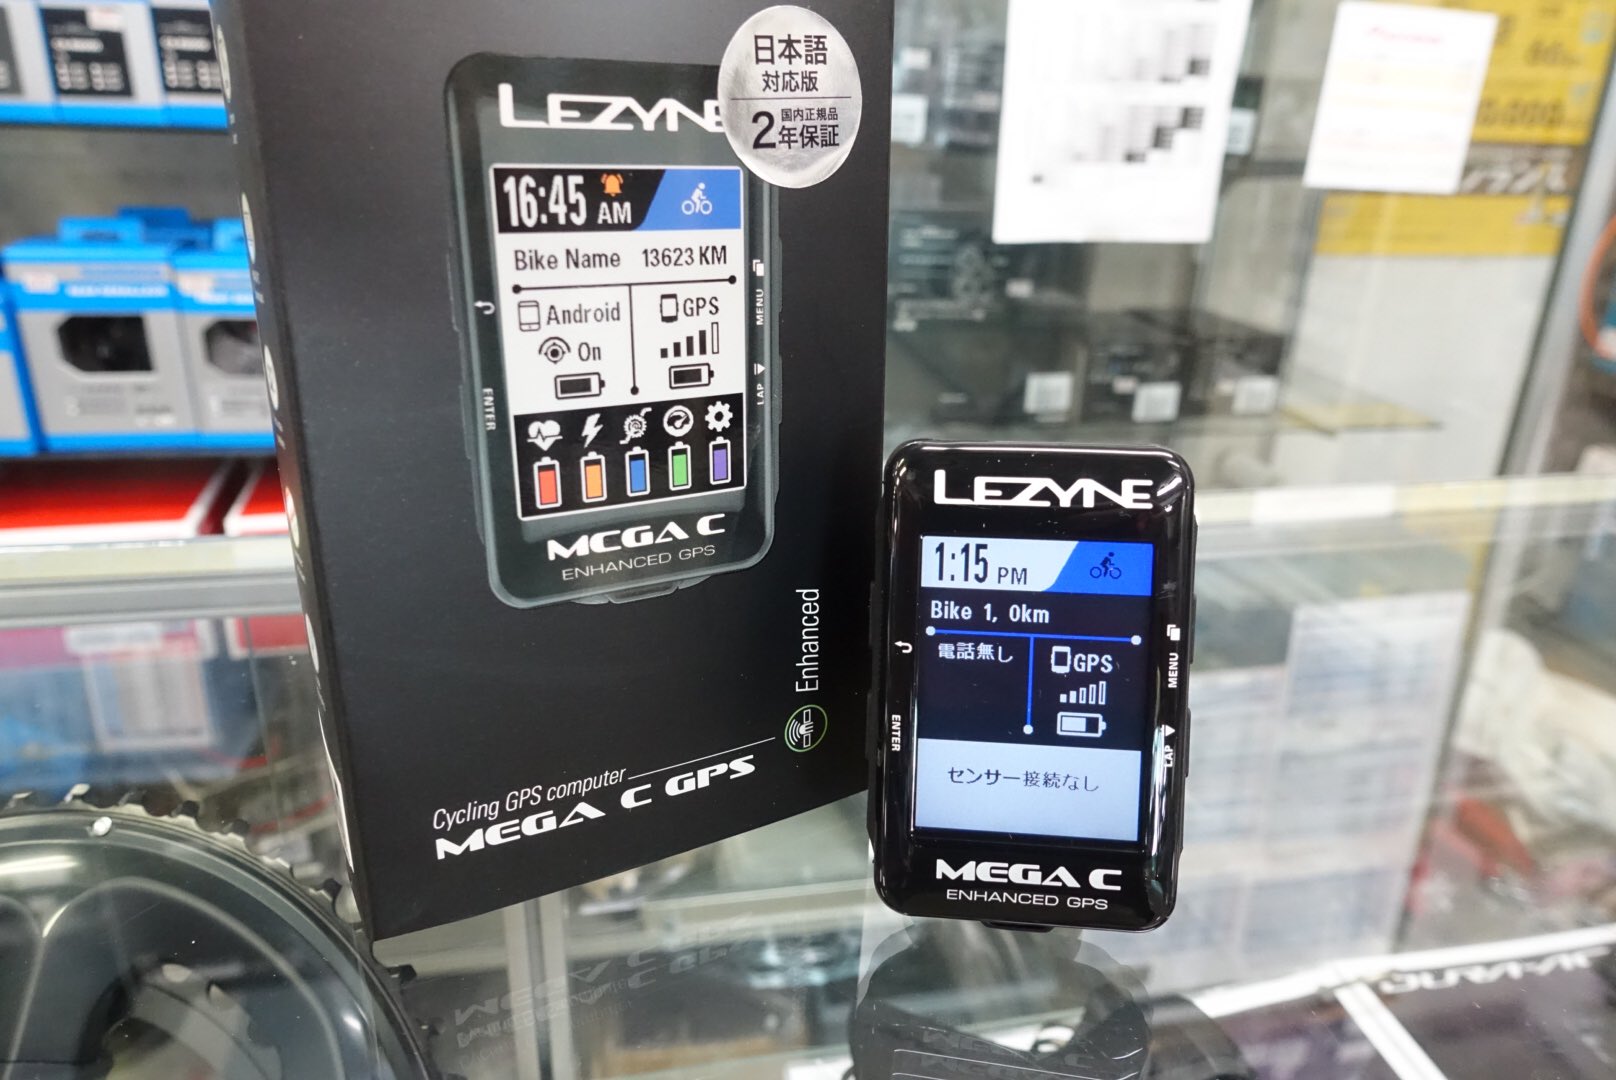 日本語
対応版
国内正規品
2年保証
LEZYNE
16:45 AM
Bike Name 13623 KM
Android
On
GPS
MENU
LAP
ENTER
MEGA C
ENHANCED GPS
Enhanced
Cycling GPS computer
MEGA C GPS
LEZYNE
1:15 PM
Bike 1, 0km
電話無し
GPS
センサー接続なし
MENU
LAP
ENTER
MEGA C
ENHANCED GPS